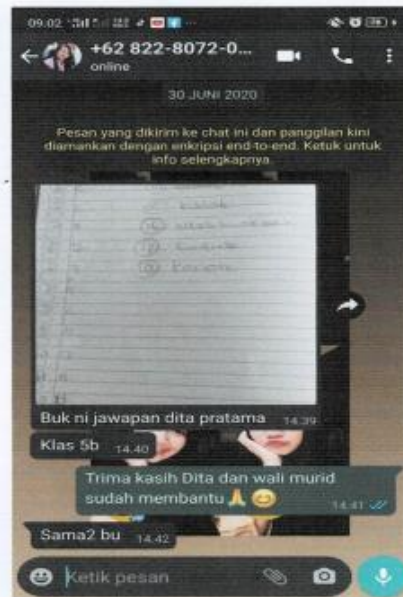 09.02
+62 822-8072-0...
online
30 JUNI 2020
Pesan yang dikirim ke chat ini dan panggilan kini
diamankan dengan enkripsi end-to-end. Ketuk untuk
info selengkapnya.
Buk ni jawapan dita pratama 14.39
Klas 5b 14.40
Trima kasih Dita dan wali murid
sudah membantu🙏😊
14.41
Sama2 bu 14.42
Ketik pesan